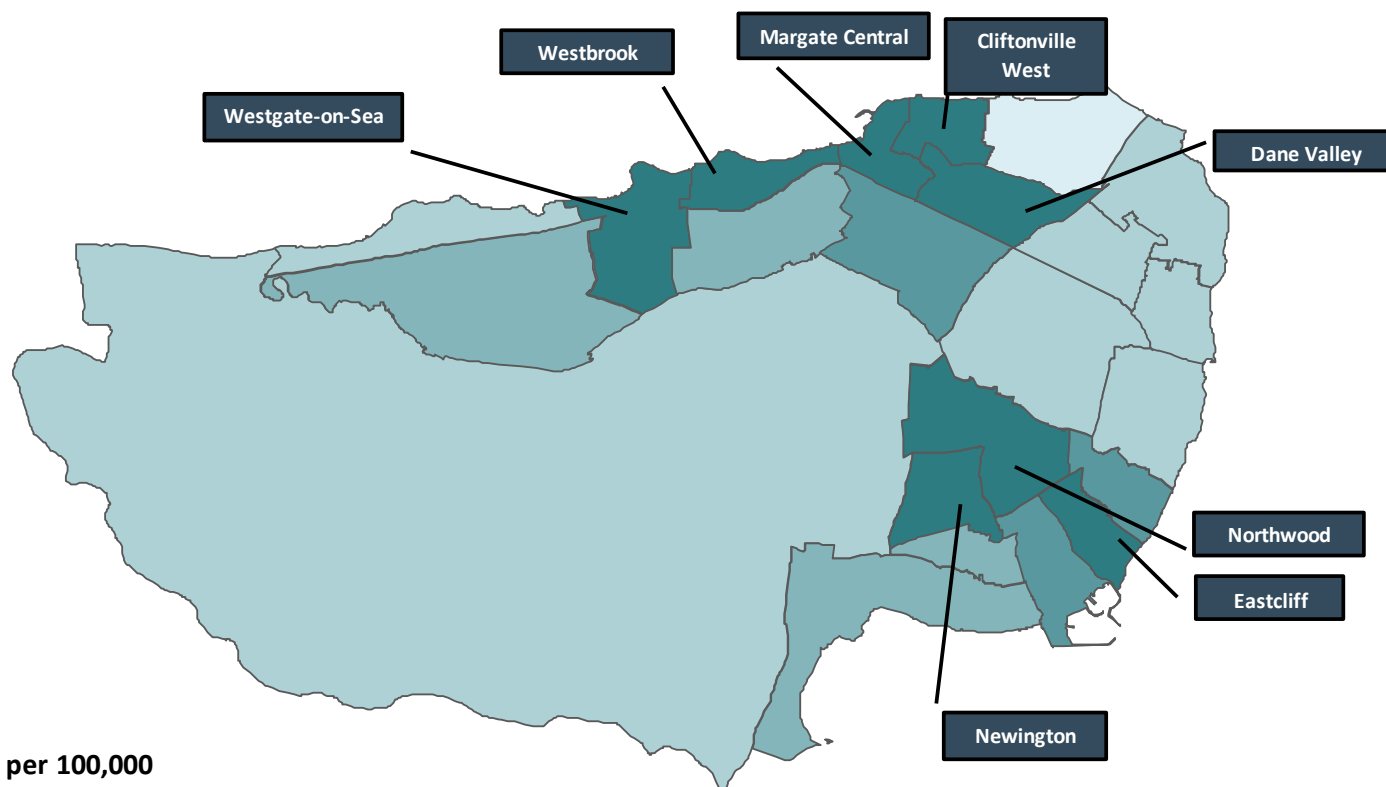 Margate Central
Cliftonville
West
Westbrook
Westgate-on-Sea
Dane Valley
Northwood
Eastcliff
Newington
per 100,000